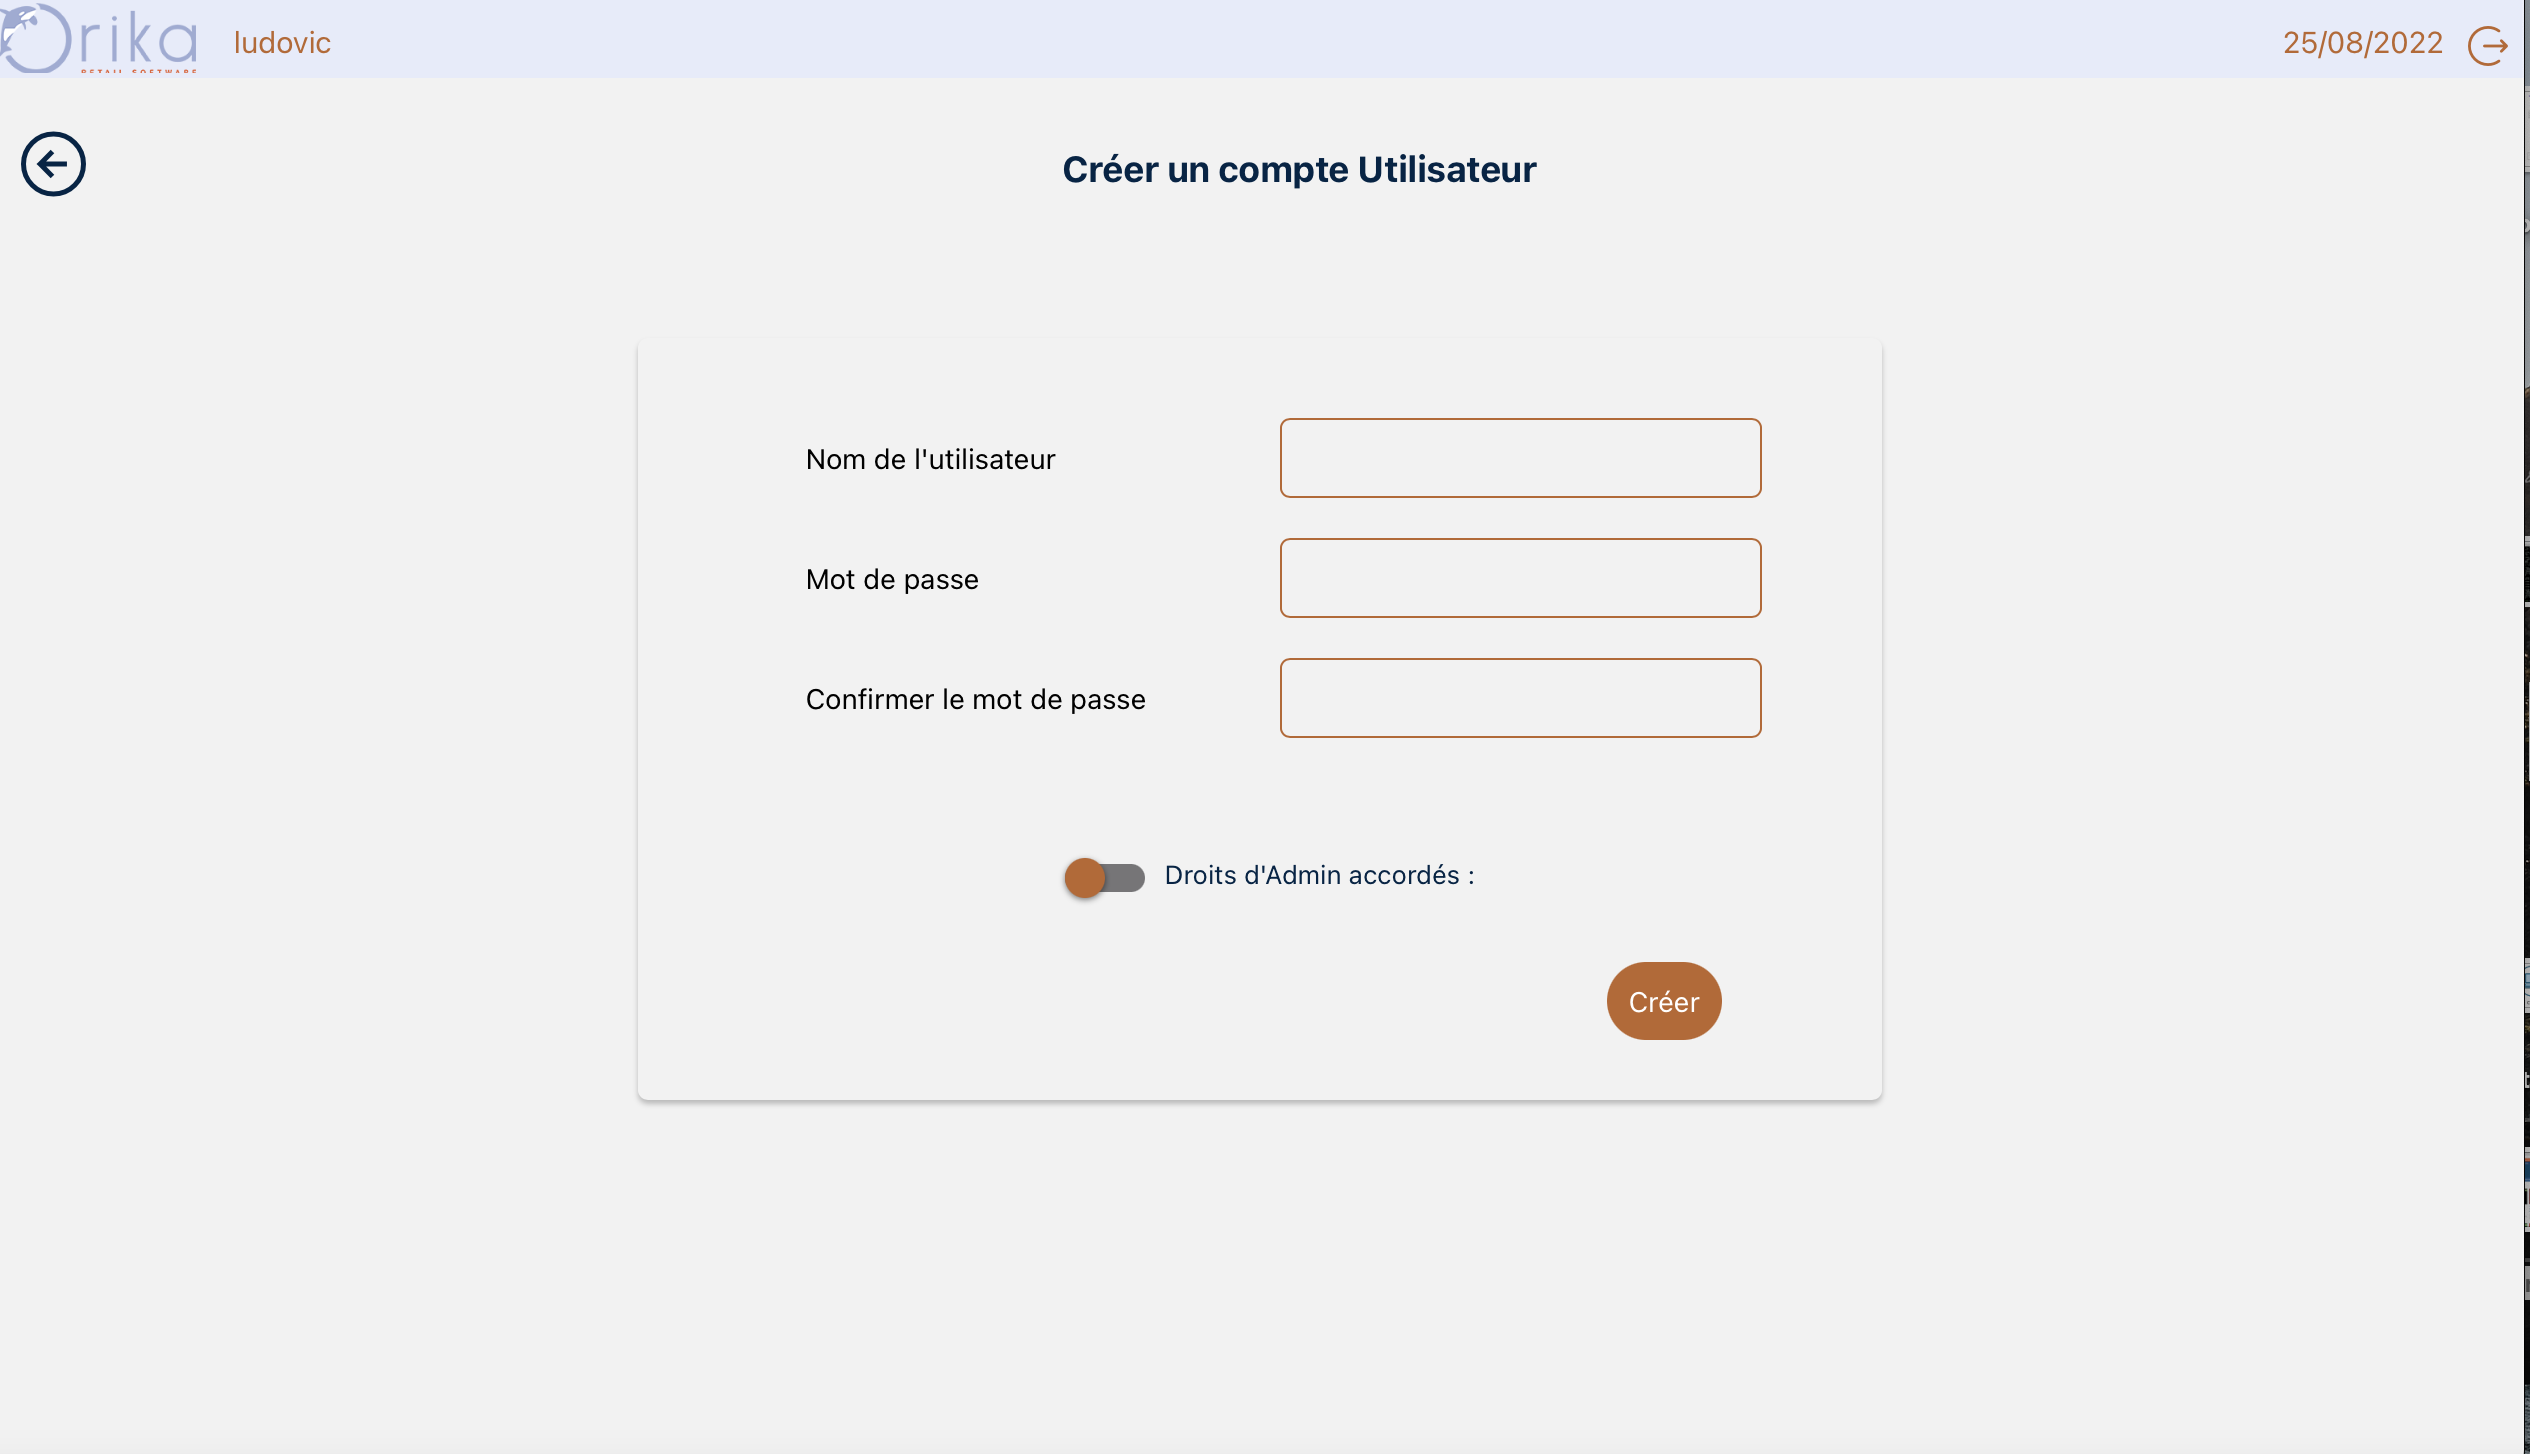 Orika
RETAIL SOFTWARE
ludovic
25/08/2022
Créer un compte Utilisateur
Nom de l'utilisateur
Mot de passe
Confirmer le mot de passe
Droits d'Admin accordés :
Créer